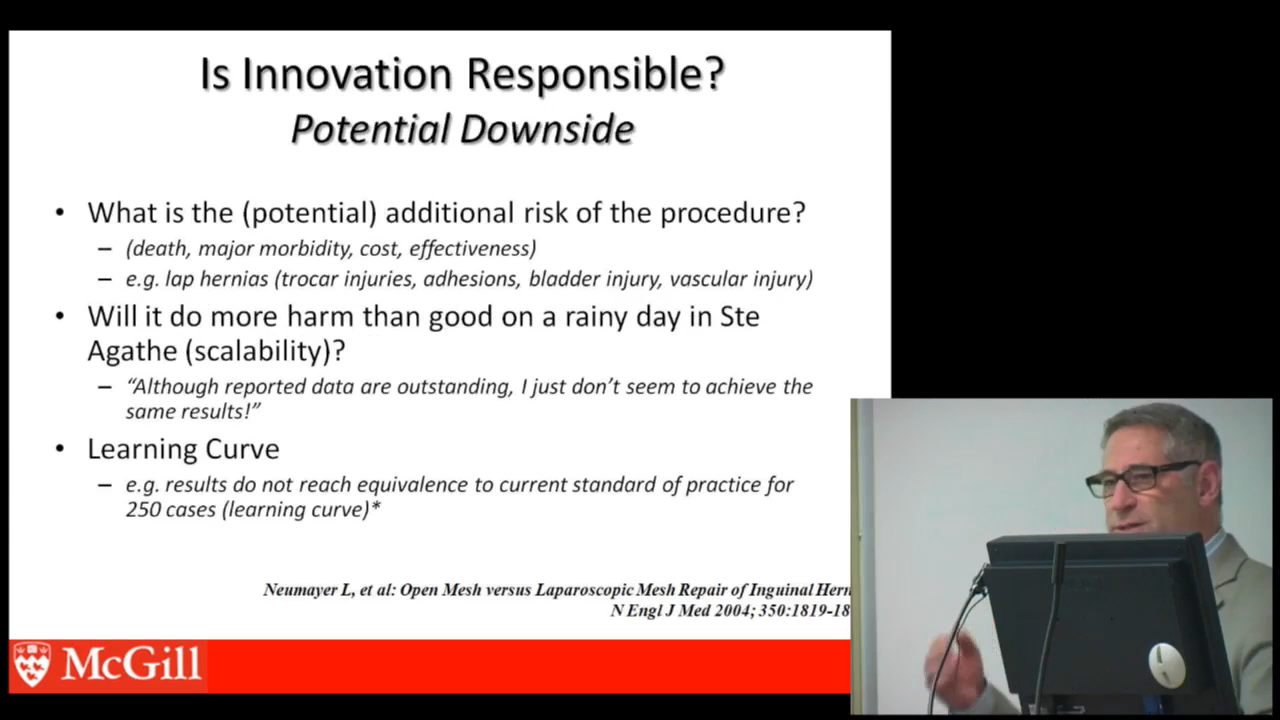 Is Innovation Responsible?
Potential Downside
• What is the (potential) additional risk of the procedure?
– (death, major morbidity, cost, effectiveness)
– e.g. lap hernias (trocar injuries, adhesions, bladder injury, vascular injury)
• Will it do more harm than good on a rainy day in Ste
Agathe (scalability)?
– “Although reported data are outstanding, I just don’t seem to achieve the
same results!”
• Learning Curve
– e.g. results do not reach equivalence to current standard of practice for
250 cases (learning curve)*
Neumayer L, et al: Open Mesh versus Laparoscopic Mesh Repair of Inguinal Hern
N Engl J Med 2004; 350:1819-18
McGill